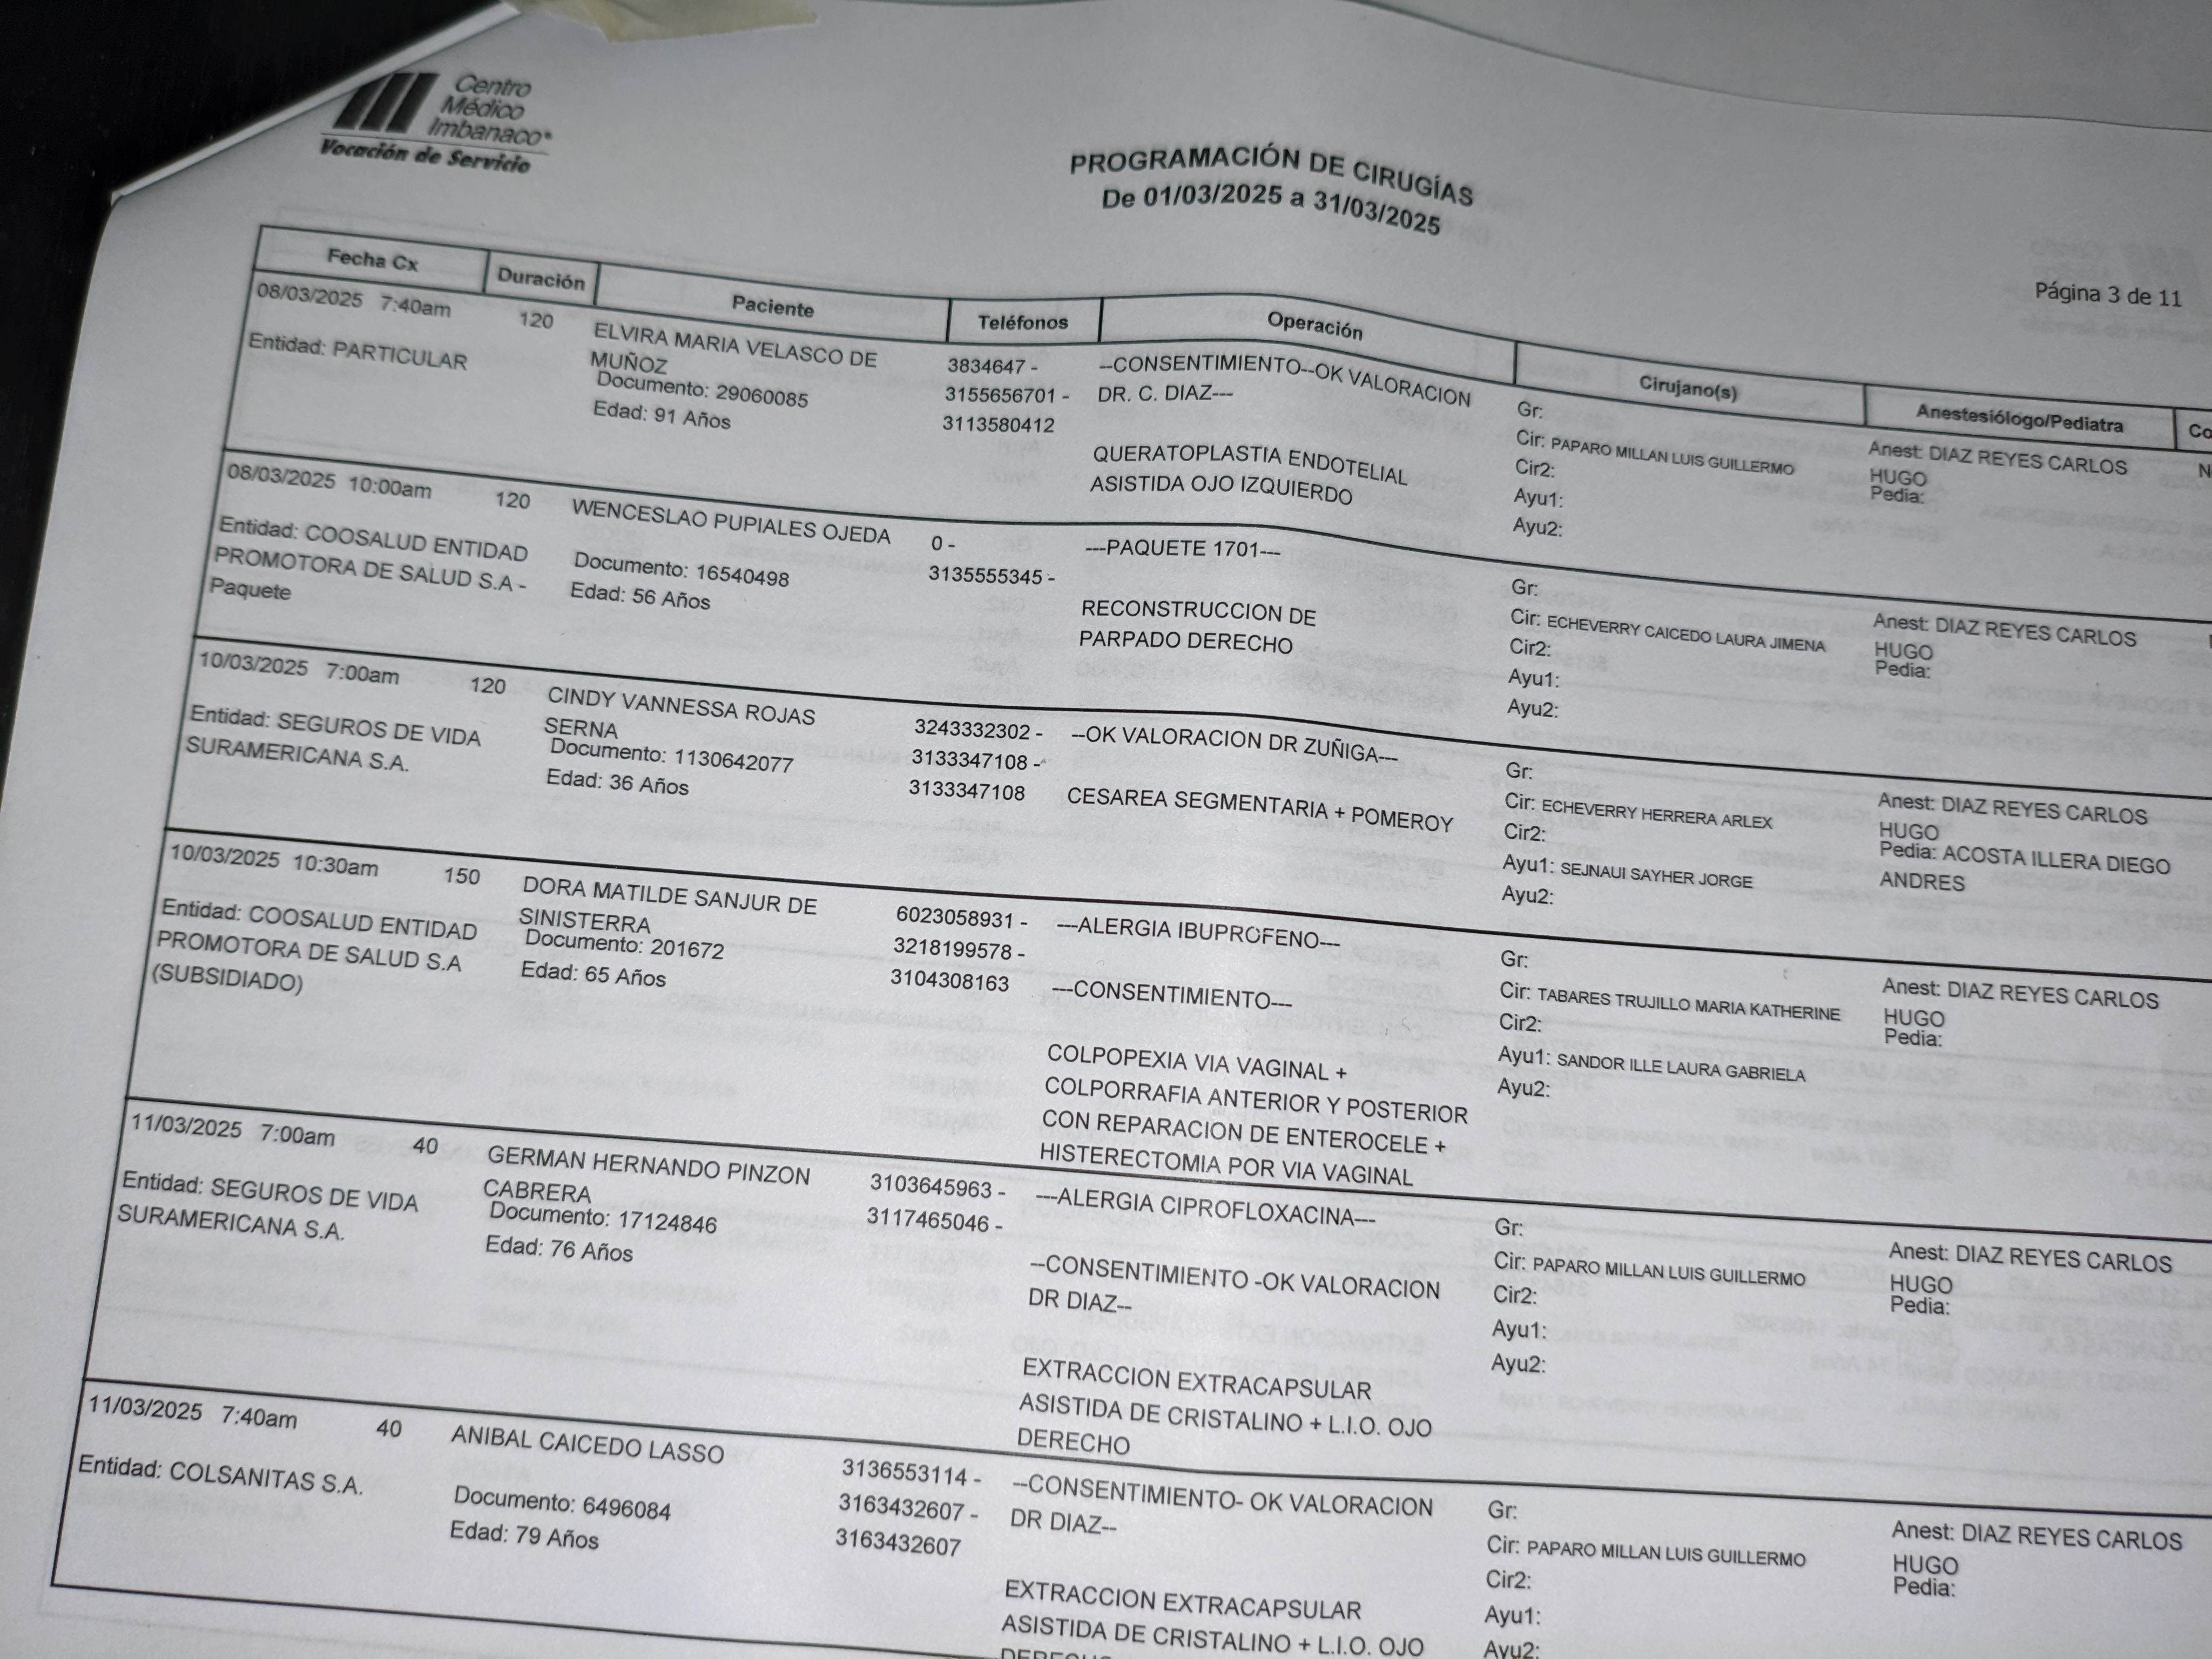 Centro
Médico
Imbanaco®
Vocación de Servicio
PROGRAMACIÓN DE CIRUGÍAS
De 01/03/2025 a 31/03/2025
Página 3 de 11
Fecha Cx Duración Paciente Teléfonos Operación Cirujano(s) Anestesiólogo/Pediatra
08/03/2025 7:40am 120
Entidad: PARTICULAR
ELVIRA MARIA VELASCO DE
MUÑOZ
Documento: 29060085
Edad: 91 Años
3834647 -
3155656701 -
3113580412
--CONSENTIMIENTO--OK VALORACION
DR. C. DIAZ---
QUERATOPLASTIA ENDOTELIAL
ASISTIDA OJO IZQUIERDO
Gr:
Cir: PAPARO MILLAN LUIS GUILLERMO
Cir2:
Ayu1:
Ayu2:
Anest: DIAZ REYES CARLOS
HUGO
Pedia:
08/03/2025 10:00am 120
Entidad: COOSALUD ENTIDAD
PROMOTORA DE SALUD S.A -
Paquete
WENCESLAO PUPIALES OJEDA
Documento: 16540498
Edad: 56 Años
0 -
3135555345 -
---PAQUETE 1701---
RECONSTRUCCION DE
PARPADO DERECHO
Gr:
Cir: ECHEVERRY CAICEDO LAURA JIMENA
Cir2:
Ayu1:
Ayu2:
Anest: DIAZ REYES CARLOS
HUGO
Pedia:
10/03/2025 7:00am 120
Entidad: SEGUROS DE VIDA
SURAMERICANA S.A.
CINDY VANNESSA ROJAS
SERNA
Documento: 1130642077
Edad: 36 Años
3243332302 -
3133347108 -
3133347108
--OK VALORACION DR ZUÑIGA---
CESAREA SEGMENTARIA + POMEROY
Gr:
Cir: ECHEVERRY HERRERA ARLEX
Cir2:
Ayu1: SEJNAUI SAYHER JORGE
Ayu2:
Anest: DIAZ REYES CARLOS
HUGO
Pedia: ACOSTA ILLERA DIEGO
ANDRES
10/03/2025 10:30am 150
Entidad: COOSALUD ENTIDAD
PROMOTORA DE SALUD S.A
(SUBSIDIADO)
DORA MATILDE SANJUR DE
SINISTERRA
Documento: 201672
Edad: 65 Años
6023058931 -
3218199578 -
3104308163
---ALERGIA IBUPROFENO---
---CONSENTIMIENTO---
COLPOPEXIA VIA VAGINAL +
COLPORRAFIA ANTERIOR Y POSTERIOR
CON REPARACION DE ENTEROCELE +
HISTERECTOMIA POR VIA VAGINAL
Gr:
Cir: TABARES TRUJILLO MARIA KATHERINE
Cir2:
Ayu1: SANDOR ILLE LAURA GABRIELA
Ayu2:
Anest: DIAZ REYES CARLOS
HUGO
Pedia:
11/03/2025 7:00am 40
Entidad: SEGUROS DE VIDA
SURAMERICANA S.A.
GERMAN HERNANDO PINZON
CABRERA
Documento: 17124846
Edad: 76 Años
3103645963 -
3117465046 -
---ALERGIA CIPROFLOXACINA---
--CONSENTIMIENTO -OK VALORACION
DR DIAZ--
EXTRACCION EXTRACAPSULAR
ASISTIDA DE CRISTALINO + L.I.O. OJO
DERECHO
Gr:
Cir: PAPARO MILLAN LUIS GUILLERMO
Cir2:
Ayu1:
Ayu2:
Anest: DIAZ REYES CARLOS
HUGO
Pedia:
11/03/2025 7:40am 40
Entidad: COLSANITAS S.A.
ANIBAL CAICEDO LASSO
Documento: 6496084
Edad: 79 Años
3136553114 -
3163432607 -
3163432607
--CONSENTIMIENTO- OK VALORACION
DR DIAZ--
EXTRACCION EXTRACAPSULAR
ASISTIDA DE CRISTALINO + L.I.O. OJO
Gr:
Cir: PAPARO MILLAN LUIS GUILLERMO
Cir2:
Ayu1:
Ayu2:
Anest: DIAZ REYES CARLOS
HUGO
Pedia: